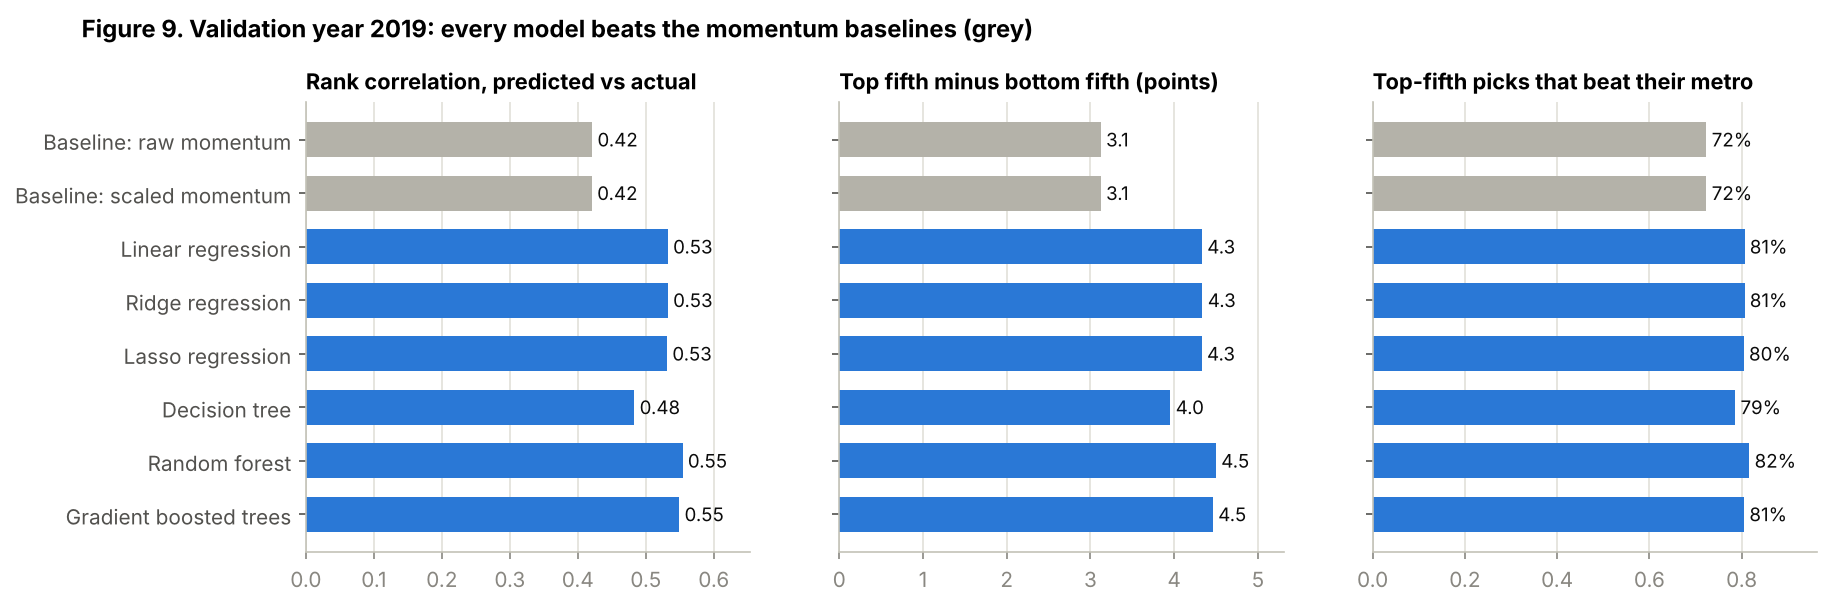 Figure 9. Validation year 2019: every model beats the momentum baselines (grey)
Rank correlation, predicted vs actual
Baseline: raw momentum 0.42
Baseline: scaled momentum 0.42
Linear regression 0.53
Ridge regression 0.53
Lasso regression 0.53
Decision tree 0.48
Random forest 0.55
Gradient boosted trees 0.55
0.0 0.1 0.2 0.3 0.4 0.5 0.6
Top fifth minus bottom fifth (points)
3.1
3.1
4.3
4.3
4.3
4.0
4.5
4.5
0 1 2 3 4 5
Top-fifth picks that beat their metro
72%
72%
81%
81%
80%
79%
82%
81%
0.0 0.2 0.4 0.6 0.8